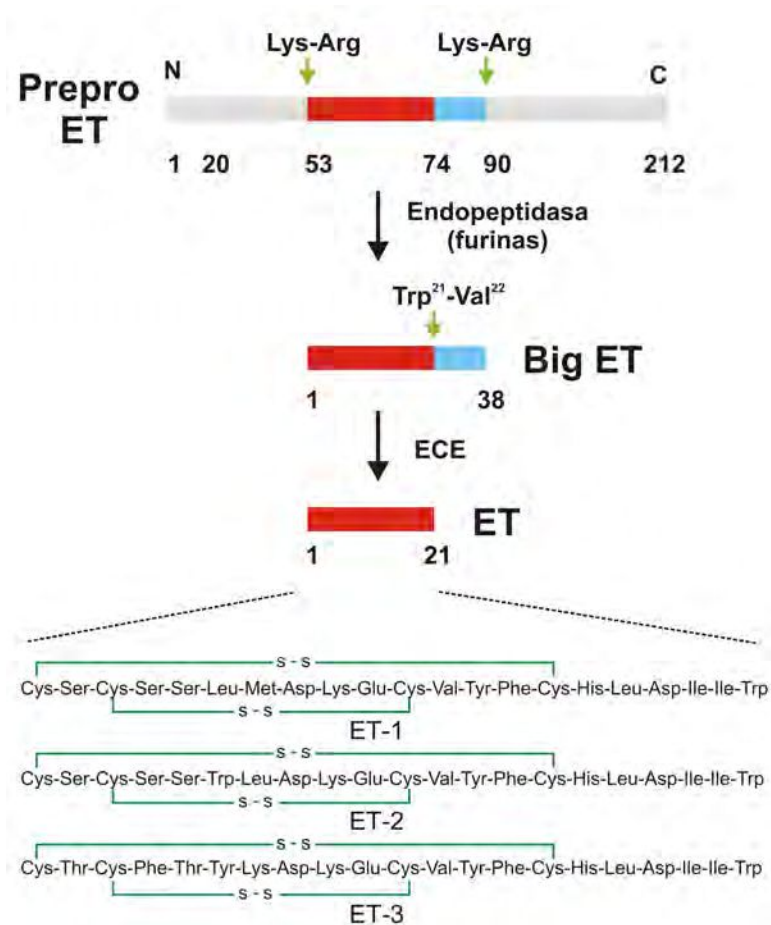 Lys-Arg Lys-Arg
N C
Prepro
ET
1 20 53 74 90 212
Endopeptidasa
(furinas)
Trp²¹-Val²²
Big ET
1 38
ECE
ET
1 21
S - S
Cys-Ser-Cys-Ser-Ser-Leu-Met-Asp-Lys-Glu-Cys-Val-Tyr-Phe-Cys-His-Leu-Asp-Ile-Ile-Trp
S - S
ET-1
S - S
Cys-Ser-Cys-Ser-Ser-Trp-Leu-Asp-Lys-Glu-Cys-Val-Tyr-Phe-Cys-His-Leu-Asp-Ile-Ile-Trp
S - S
ET-2
S - S
Cys-Thr-Cys-Phe-Thr-Tyr-Lys-Asp-Lys-Glu-Cys-Val-Tyr-Phe-Cys-His-Leu-Asp-Ile-Ile-Trp
S - S
ET-3